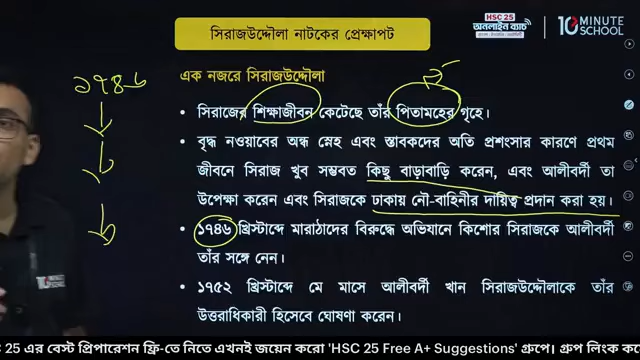 সিরাজউদ্দৌলা নাটকের প্রেক্ষাপট
HSC 25
অনলাইন ব্যাচ
10 MINUTE SCHOOL
১৭৪৬
এক নজরে সিরাজউদ্দৌলা
• সিরাজের শিক্ষাজীবন কেটেছে তাঁর পিতামহের গৃহে।
• বৃদ্ধ নওয়াবের অন্ধ স্নেহ এবং স্তাবকদের অতি প্রশংসার কারণে প্রথম
জীবনে সিরাজ খুব সম্ভবত কিছু বাড়াবাড়ি করেন, এবং আলীবর্দী তা
উপেক্ষা করেন এবং সিরাজকে ঢাকায় নৌ-বাহিনীর দায়িত্ব প্রদান করা হয়।
• ১৭৪৬ খ্রিস্টাব্দে মারাঠাদের বিরুদ্ধে অভিযানে কিশোর সিরাজকে আলীবর্দী
তাঁর সঙ্গে নেন।
• ১৭৫২ খ্রিস্টাব্দে মে মাসে আলীবর্দী খান সিরাজউদ্দৌলাকে তাঁর
উত্তরাধিকারী হিসেবে ঘোষণা করেন।
25 এর বেস্ট প্রিপারেশন ফ্রি-তে নিতে এখনই জয়েন করো 'HSC 25 Free A+ Suggestions' গ্রুপে। গ্রুপ লিংক